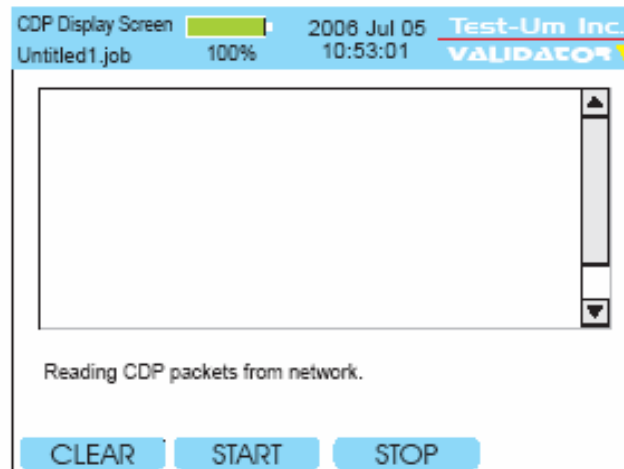 CDP Display Screen
2006 Jul 05
Test-Um Inc.
Untitled1.job
100%
10:53:01
VALIDATOR
Reading CDP packets from network.
CLEAR
START
STOP